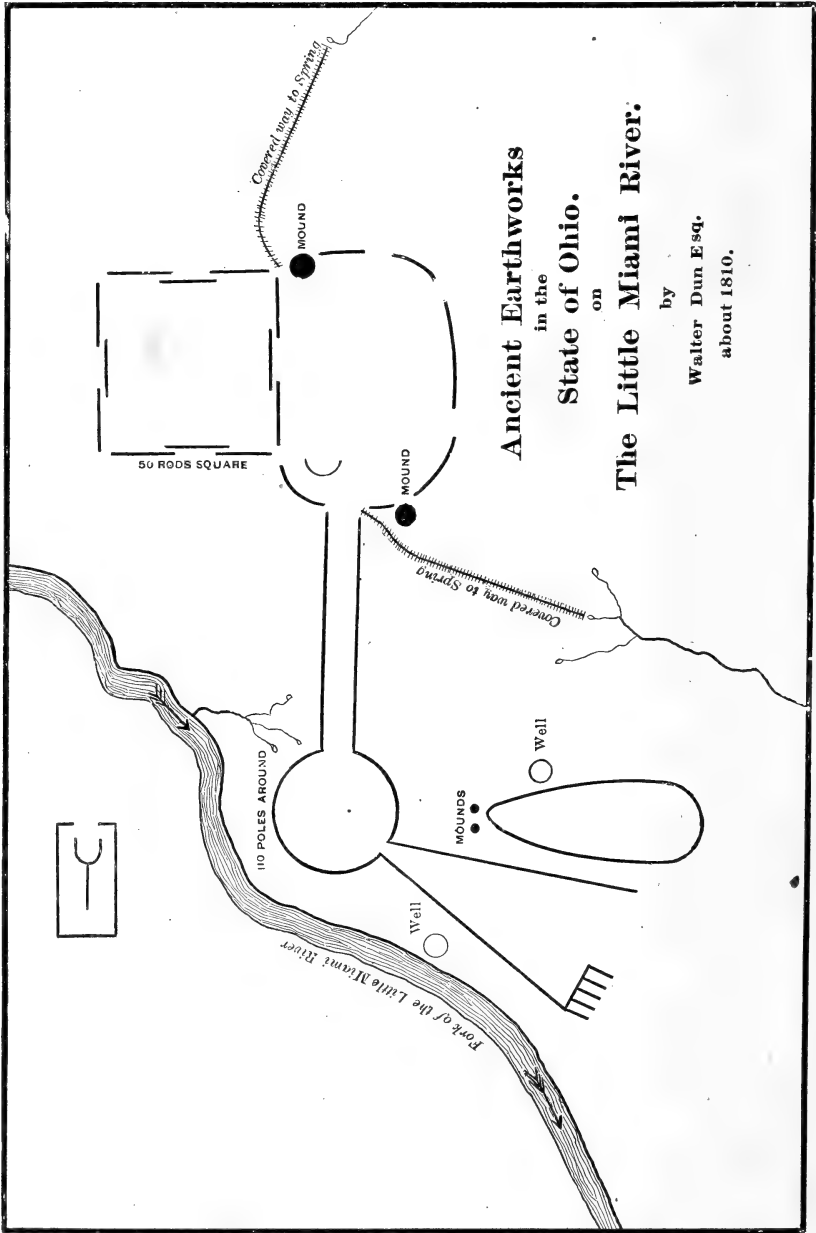 Ancient Earthworks
in the
State of Ohio.
on
The Little Miami River.
by
Walter Dun Esq.
about 1810.
Covered way to Spring
MOUND
50 RODS SQUARE
MOUND
Covered way to Spring
110 POLES AROUND
Well
MOUNDS
Well
Fork of the Little Miami River